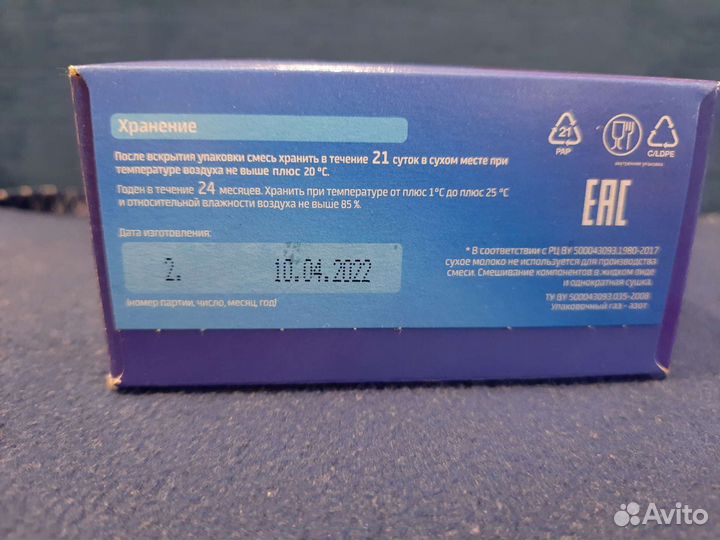 Хранение
После вскрытия упаковки смесь хранить в течение 21 суток в сухом месте при
температуре воздуха не выше плюс 20 °C.
Годен в течение 24 месяцев. Хранить при температуре от плюс 1°C до плюс 25 °C
и относительной влажности воздуха не выше 85 %.
Дата изготовления:
2. 10.04.2022
(номер партии, число, месяц, год)
21
PAP
внутренняя упаковка
C/LDPE
EAC
* В соответствии с РЦ BY 500043093.1980-2017
сухое молоко не используется для производства
смеси. Смешивание компонентов в жидком виде
и однократная сушка.
ТУ BY 500043093.035-2008
Упаковочный газ - азот
Avito